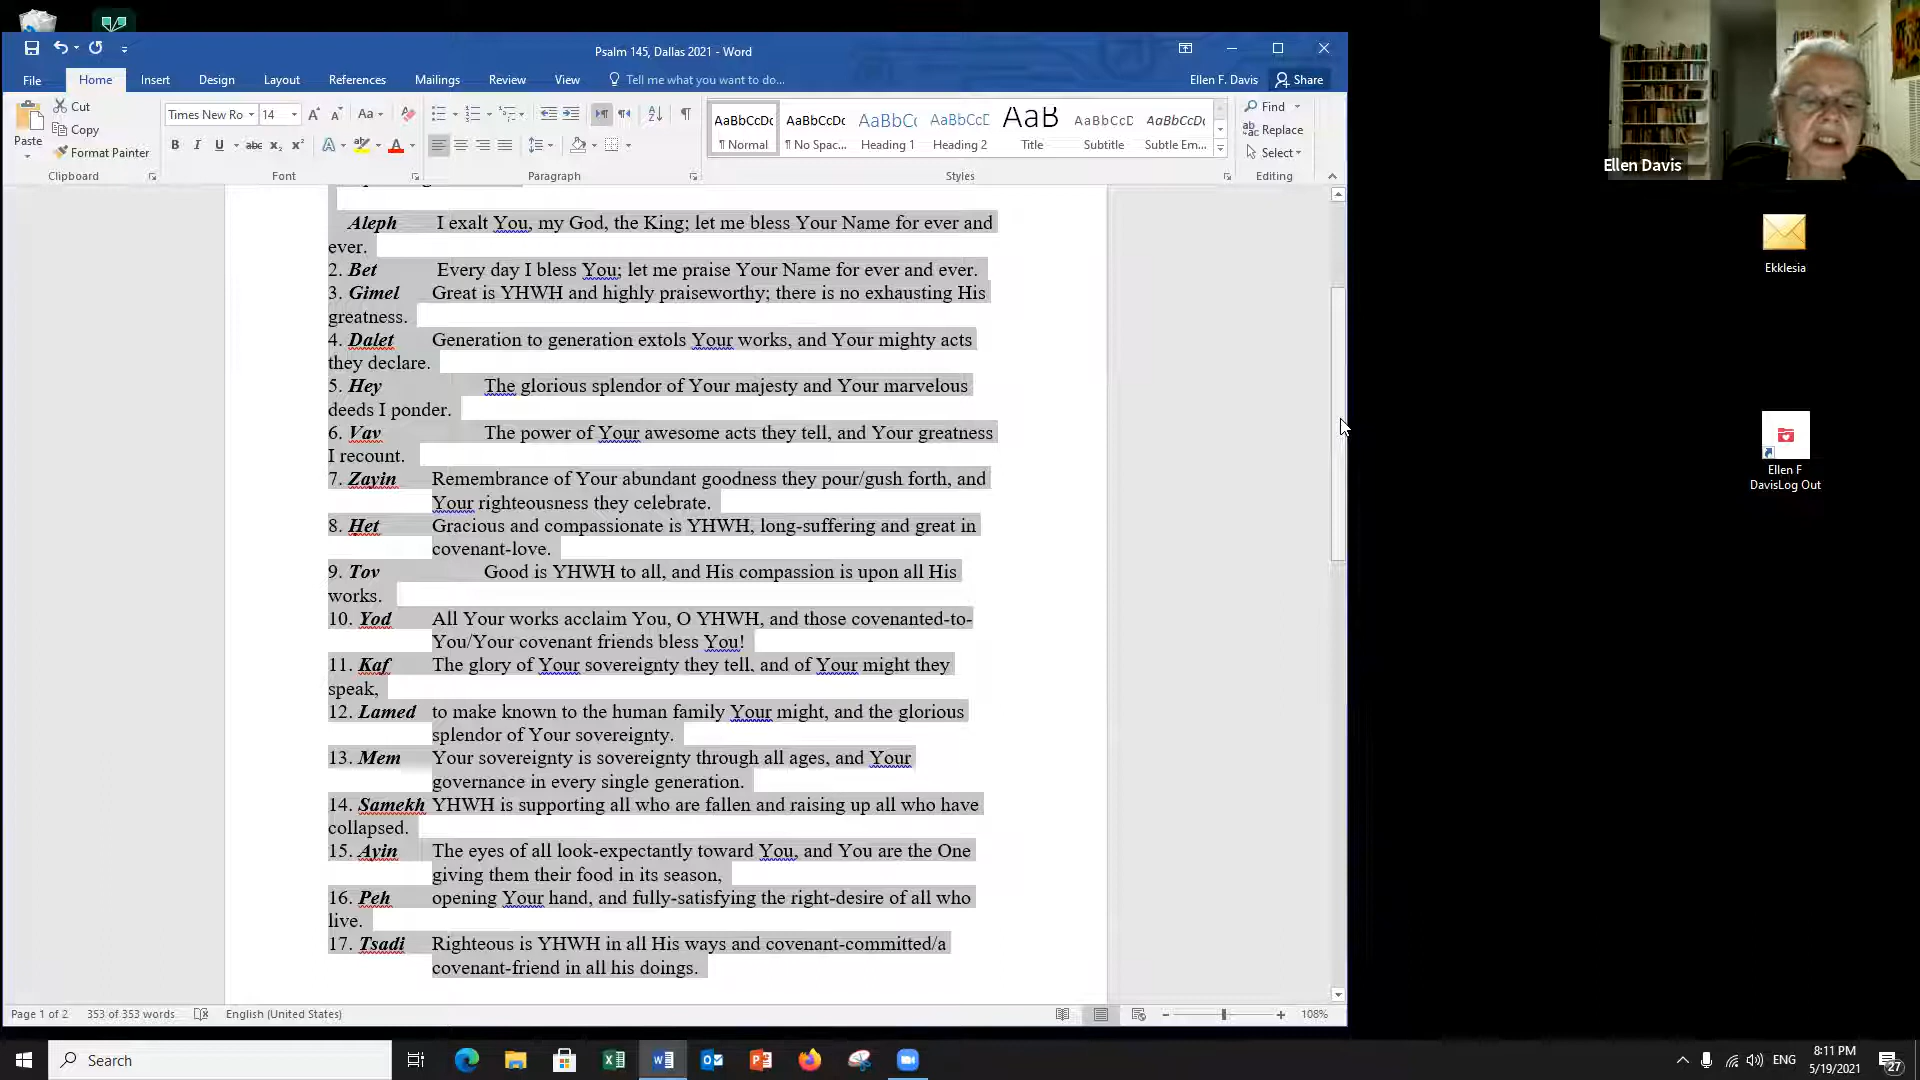 Psalm 145, Dallas 2021 - Word
File Home Insert Design Layout References Mailings Review View Tell me what you want to do... Ellen F. Davis Share
Paste Cut Copy Format Painter
Times New Ro 14
AaBbCcDc AaBbCcDc AaBbCc AaBbCcD AaB AaBbCcD AaBbCcDc
¶ Normal ¶ No Spac... Heading 1 Heading 2 Title Subtitle Subtle Em...
Find Replace Select
Clipboard Font Paragraph Styles Editing
Aleph I exalt You, my God, the King; let me bless Your Name for ever and
ever.
2. Bet Every day I bless You; let me praise Your Name for ever and ever.
3. Gimel Great is YHWH and highly praiseworthy; there is no exhausting His
greatness.
4. Dalet Generation to generation extols Your works, and Your mighty acts
they declare.
5. Hey The glorious splendor of Your majesty and Your marvelous
deeds I ponder.
6. Vav The power of Your awesome acts they tell, and Your greatness
I recount.
7. Zayin Remembrance of Your abundant goodness they pour/gush forth, and
Your righteousness they celebrate.
8. Het Gracious and compassionate is YHWH, long-suffering and great in
covenant-love.
9. Tov Good is YHWH to all, and His compassion is upon all His
works.
10. Yod All Your works acclaim You, O YHWH, and those covenanted-to-
You/Your covenant friends bless You!
11. Kaf The glory of Your sovereignty they tell, and of Your might they
speak,
12. Lamed to make known to the human family Your might, and the glorious
splendor of Your sovereignty.
13. Mem Your sovereignty is sovereignty through all ages, and Your
governance in every single generation.
14. Samekh YHWH is supporting all who are fallen and raising up all who have
collapsed.
15. Ayin The eyes of all look-expectantly toward You, and You are the One
giving them their food in its season,
16. Peh opening Your hand, and fully-satisfying the right-desire of all who
live.
17. Tsadi Righteous is YHWH in all His ways and covenant-committed/a
covenant-friend in all his doings.
Page 1 of 2 353 of 353 words English (United States) 108%
Ellen Davis
Ekklesia
Ellen F
DavisLog Out
Search
ENG
8:11 PM
5/19/2021
27